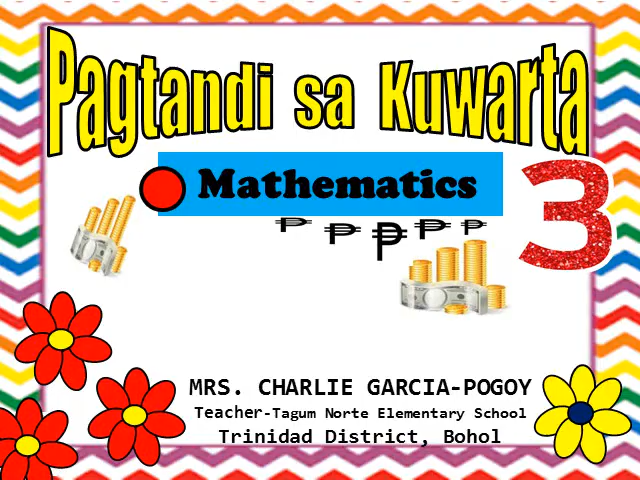 Pagtandi sa Kuwarta
Mathematics
3
₱ ₱ ₱ ₱ ₱
MRS. CHARLIE GARCIA-POGOY
Teacher-Tagum Norte Elementary School
Trinidad District, Bohol